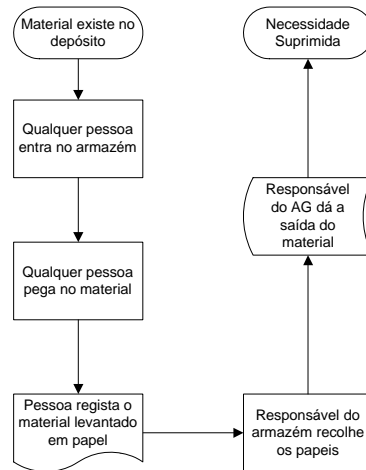 Material existe no
depósito
Qualquer pessoa
entra no armazém
Qualquer pessoa
pega no material
Pessoa regista o
material levantado
em papel
Responsável do
armazém recolhe
os papeis
Responsável
do AG dá a
saída do
material
Necessidade
Suprimida